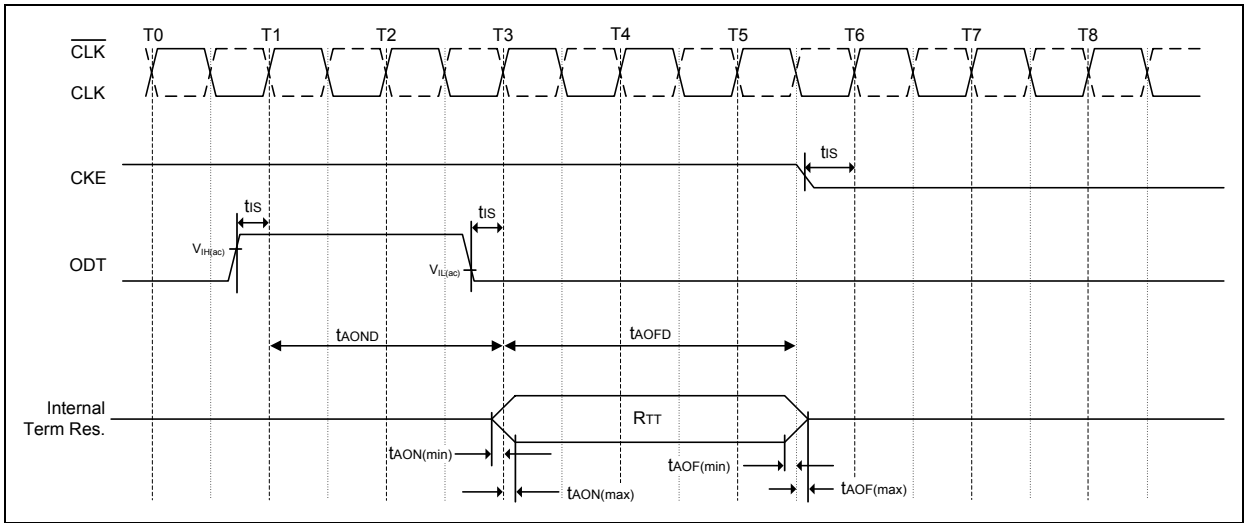 T0 T1 T2 T3 T4 T5 T6 T7 T8
CLK
CLK
CKE
tIS
tIS
tIS
VIH(ac)
ODT
VIL(ac)
tAOND
tAOFD
Internal
Term Res.
RTT
tAON(min)
tAOF(min)
tAON(max)
tAOF(max)